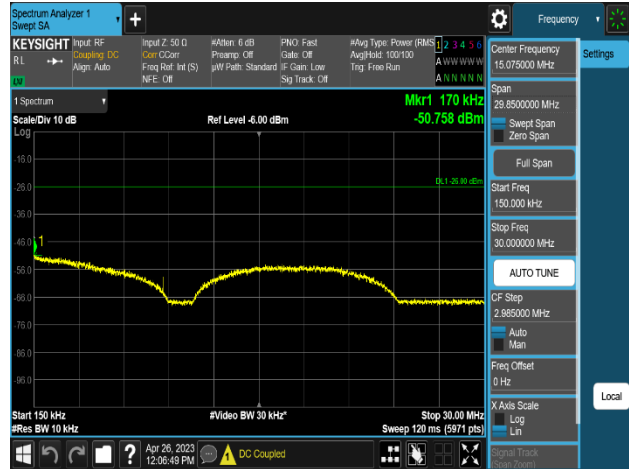 Spectrum Analyzer 1
Swept SA
+
Frequency
KEYSIGHT
RL
LW
Input: RF
Coupling: DC
Align: Auto
Input Z: 50 Ω
Corr CCorr
Freq Ref: Int (S)
NFE: Off
#Atten: 6 dB
Preamp: Off
µW Path: Standard
PNO: Fast
Gate: Off
IF Gain: Low
Sig Track: Off
#Avg Type: Power (RMS
Avg|Hold: 100/100
Trig: Free Run
1 2 3 4 5 6
A W W W W W
A N N N N N
1 Spectrum
Scale/Div 10 dB
Log
Ref Level -6.00 dBm
Mkr1 170 kHz
-50.758 dBm
-16.0
-26.0
DL1 -26.00 dBm
-36.0
-46.0
1
-56.0
-66.0
-76.0
-86.0
-96.0
Start 150 kHz
#Res BW 10 kHz
#Video BW 30 kHz*
Stop 30.00 MHz
Sweep 120 ms (5971 pts)
Center Frequency
15.075000 MHz
Settings
Span
29.8500000 MHz
Swept Span
Zero Span
Full Span
Start Freq
150.000 kHz
Stop Freq
30.000000 MHz
AUTO TUNE
CF Step
2.985000 MHz
Auto
Man
Freq Offset
0 Hz
X Axis Scale
Log
Lin
Local
Signal Track
(Span Zoom)
?
Apr 26, 2023
12:06:49 PM
DC Coupled